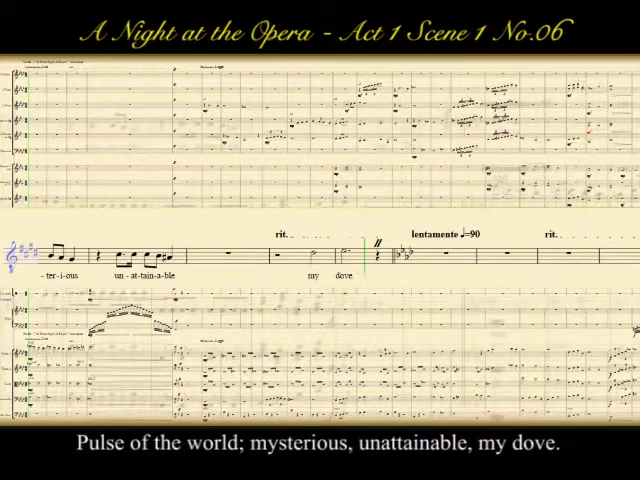 A Night at the Opera - Act 1 Scene 1 No.06
rit.
lentamente ♩=90
rit.
- ter-i-ous un-at-tain-a-ble my dove.
Pulse of the world; mysterious, unattainable, my dove.